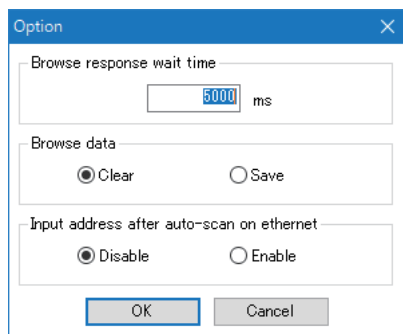 Option
Browse response wait time
5000 ms
Browse data
Clear Save
Input address after auto-scan on ethernet
Disable Enable
OK Cancel